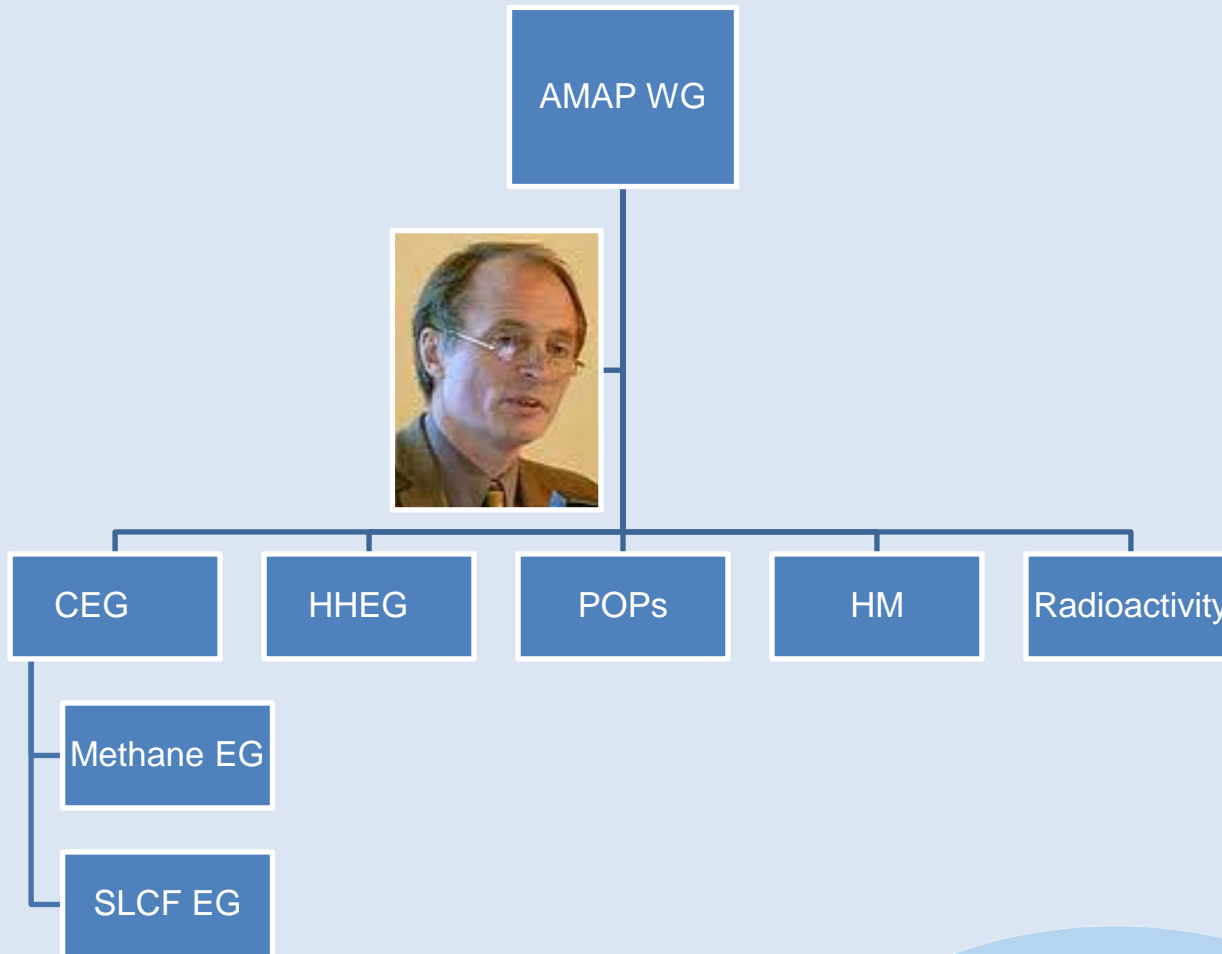 AMAP WG
CEG
HHEG
POPs
HM
Radioactivity
Methane EG
SLCF EG